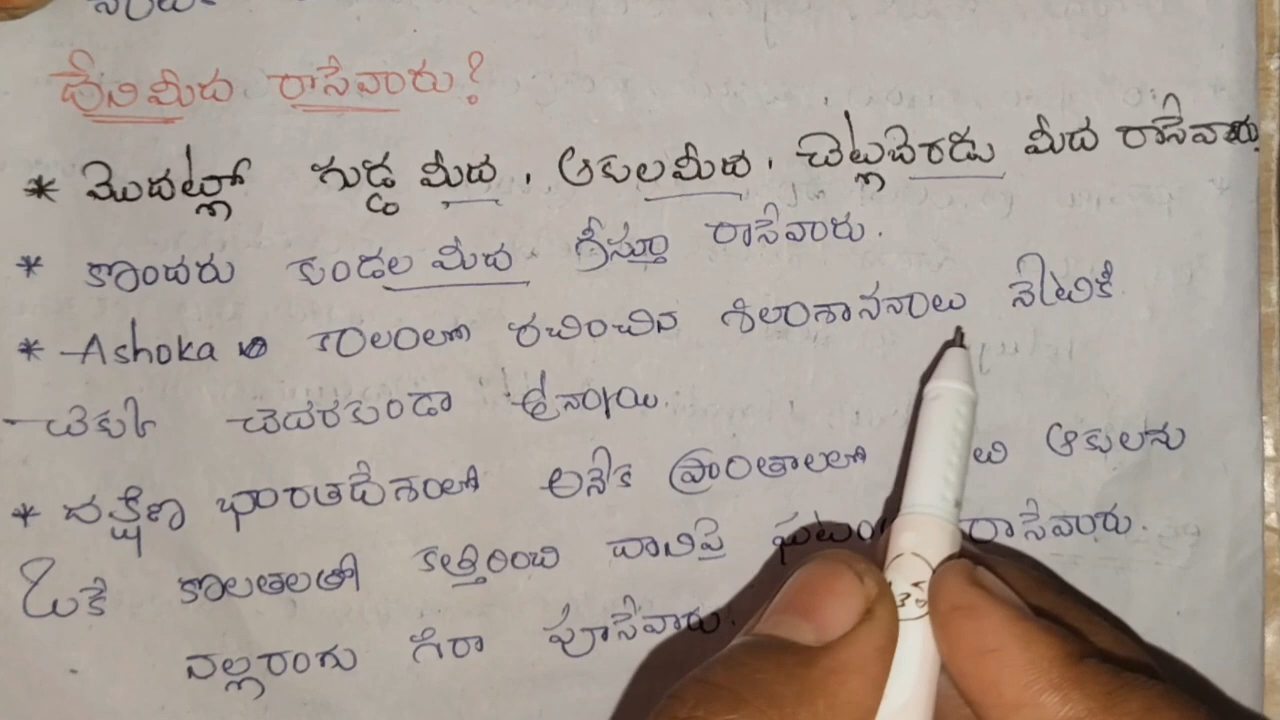 దేనిమీద రాసేవారు?
* మొదట్లో గుడ్డ మీద, ఆకులమీద, చెట్లుబెరడు మీద రాసేవారు
* కొందరు కుండల మీద గీస్తూ రాసేవారు.
* Ashoka కాలంలో రచించిన శిలాశాసనాలు నేటికి
చెక్కు చెదరకుండా ఉన్నాయి.
* దక్షిణ భారతదేశంలో అనేక ప్రాంతాలలో ఆకులను
ఒకే కొలతలతో కత్తిరించి దానిపై రాసేవారు.
నల్లరంగు సిరా పూసేవారు.